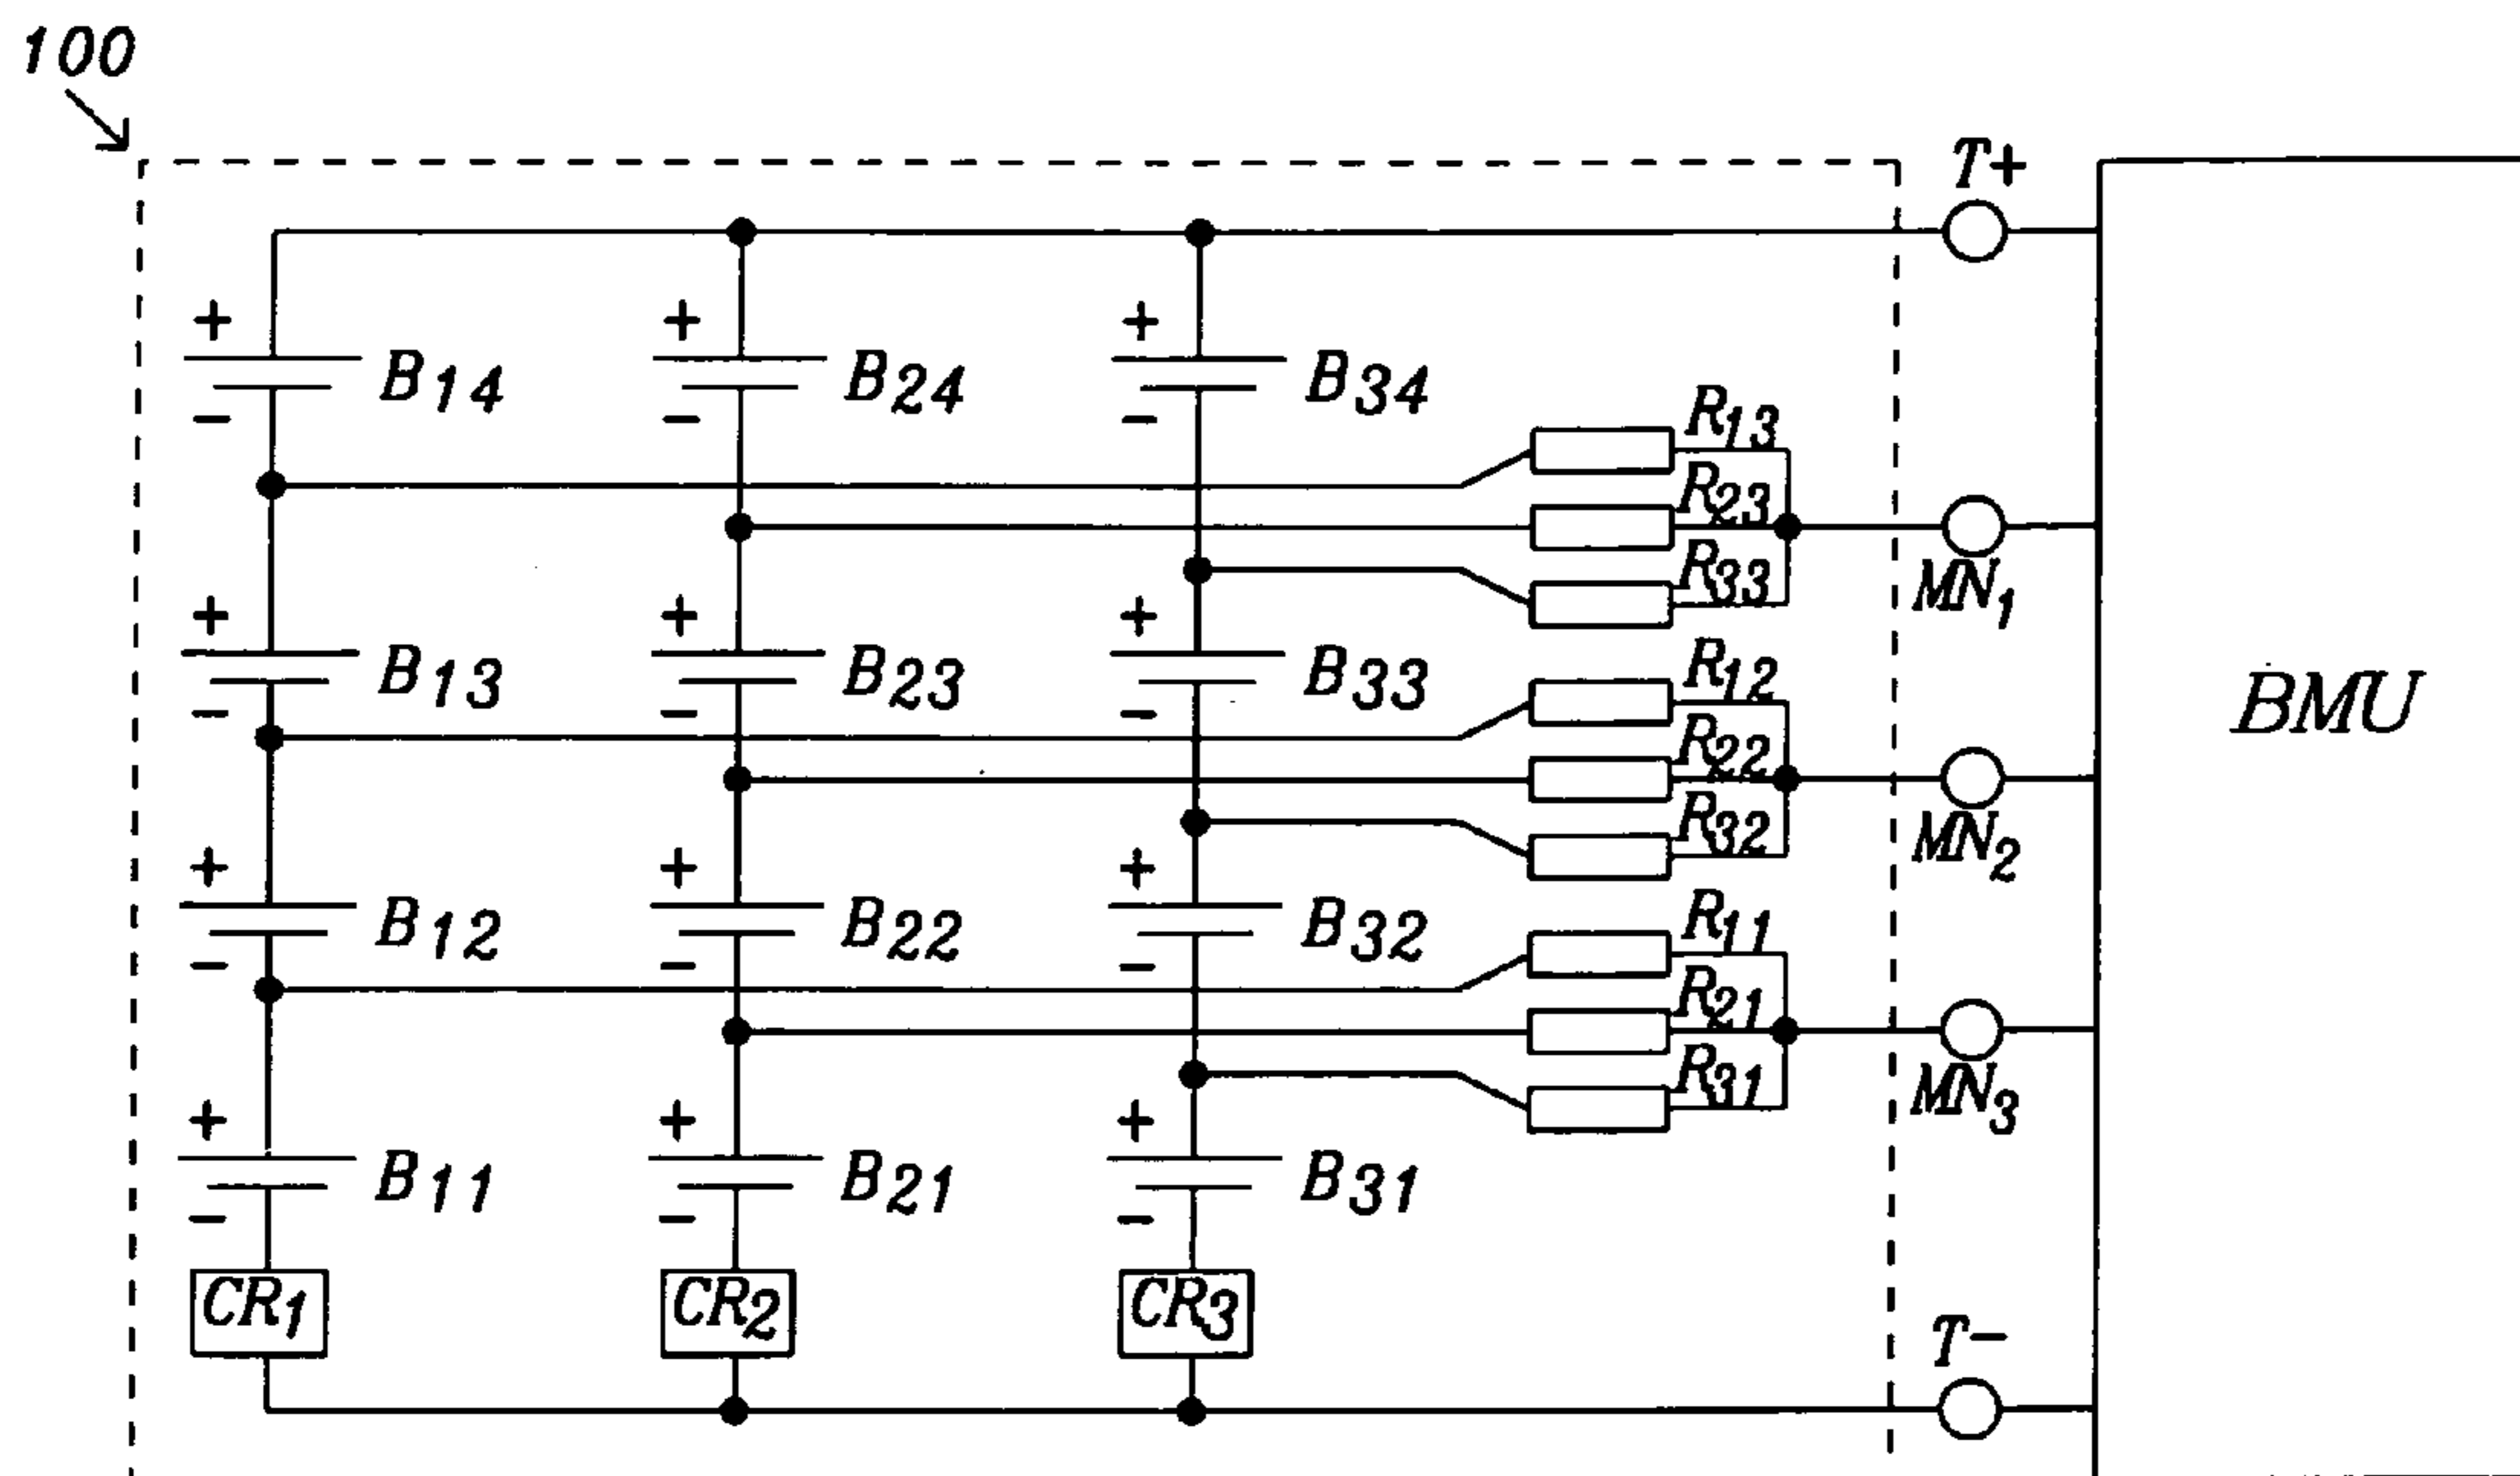 100
T+
+ + +
B14 B24 B34
− − −
R13
R23
R33
MN1
+ + +
B13 B23 B33
− − −
R12
R22
R32
MN2
BMU
+ + +
B12 B22 B32
− − −
R11
R21
R31
MN3
+ + +
B11 B21 B31
− − −
CR1 CR2 CR3
T−